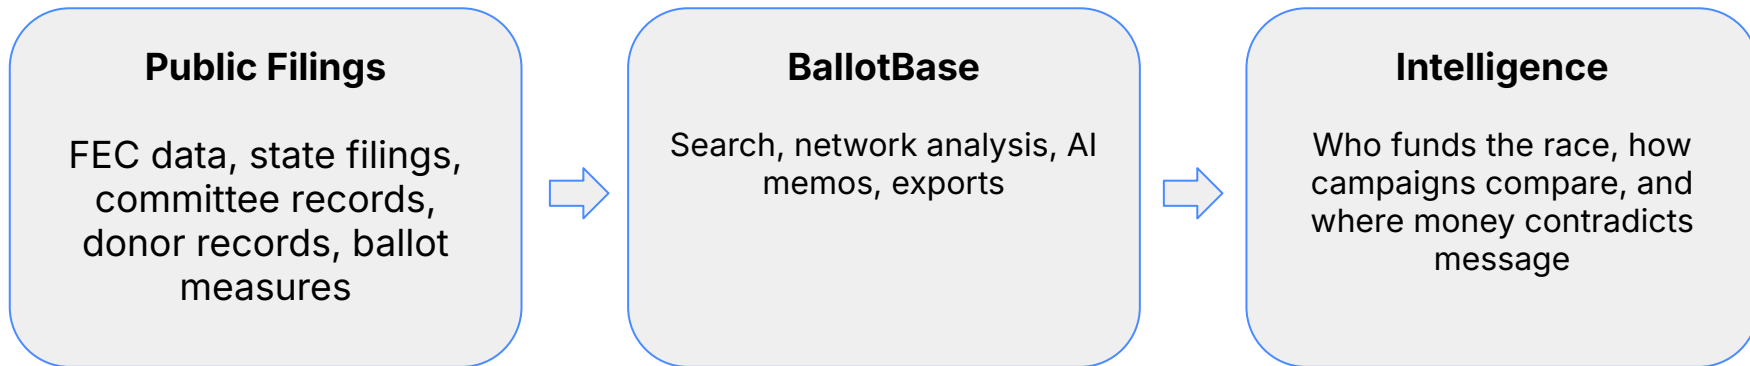 Public Filings
FEC data, state filings,
committee records,
donor records, ballot
measures
BallotBase
Search, network analysis, AI
memos, exports
Intelligence
Who funds the race, how
campaigns compare, and
where money contradicts
message